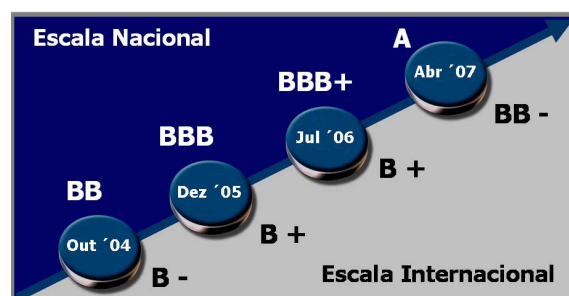 Escala Nacional
A
Abr ´07
BBB+
BB -
Jul ´06
BBB
B +
Dez ´05
BB
B +
Out ´04
B -
Escala Internacional